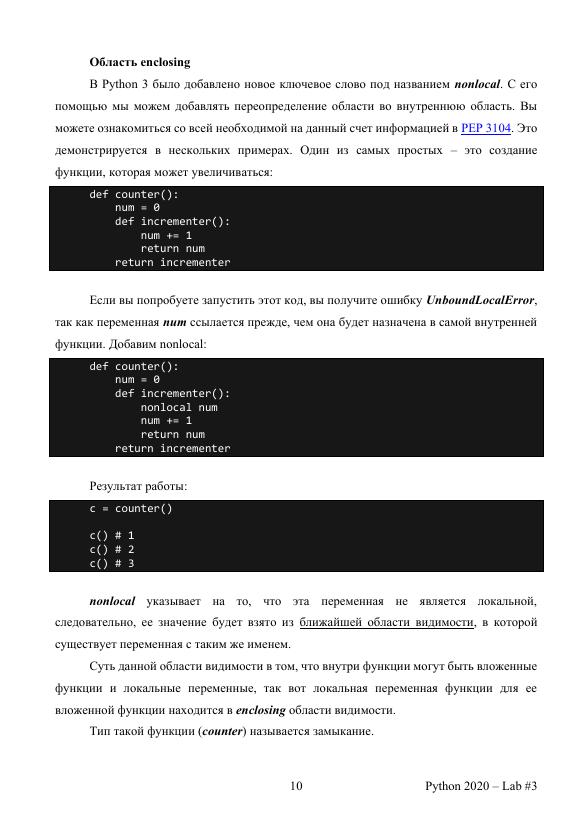 Область enclosing
В Python 3 было добавлено новое ключевое слово под названием nonlocal. С его
помощью мы можем добавлять переопределение области во внутреннюю область. Вы
можете ознакомиться со всей необходимой на данный счет информацией в PEP 3104. Это
демонстрируется в нескольких примерах. Один из самых простых – это создание
функции, которая может увеличиваться:
def counter():
    num = 0
    def incrementer():
        num += 1
        return num
    return incrementer
Если вы попробуете запустить этот код, вы получите ошибку UnboundLocalError,
так как переменная num ссылается прежде, чем она будет назначена в самой внутренней
функции. Добавим nonlocal:
def counter():
    num = 0
    def incrementer():
        nonlocal num
        num += 1
        return num
    return incrementer
Результат работы:
c = counter()
c() # 1
c() # 2
c() # 3
nonlocal указывает на то, что эта переменная не является локальной,
следовательно, ее значение будет взято из ближайшей области видимости, в которой
существует переменная с таким же именем.
Суть данной области видимости в том, что внутри функции могут быть вложенные
функции и локальные переменные, так вот локальная переменная функции для ее
вложенной функции находится в enclosing области видимости.
Тип такой функции (counter) называется замыкание.
10 Python 2020 – Lab #3